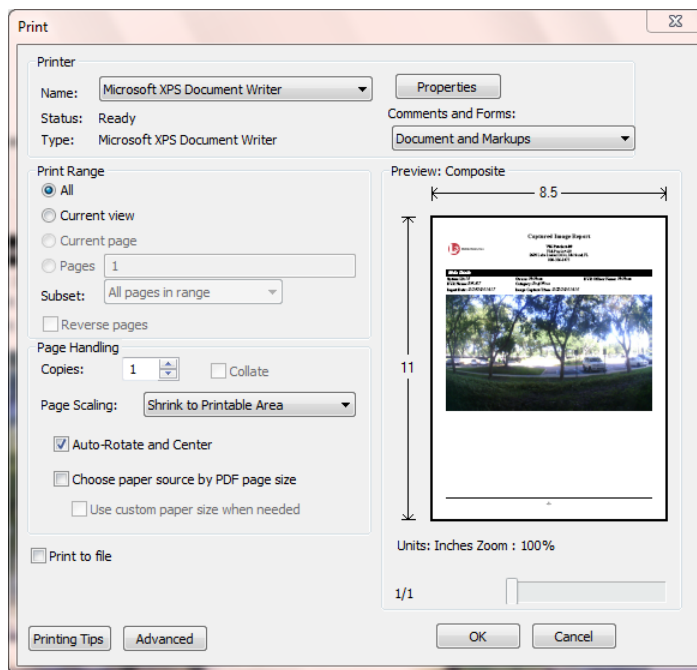 Print
Printer
Name: Microsoft XPS Document Writer
Properties
Status: Ready
Comments and Forms:
Type: Microsoft XPS Document Writer
Document and Markups
Print Range
All
Current view
Current page
Pages 1
Subset: All pages in range
Reverse pages
Page Handling
Copies: 1
Collate
Page Scaling: Shrink to Printable Area
Auto-Rotate and Center
Choose paper source by PDF page size
Use custom paper size when needed
Print to file
Printing Tips
Advanced
Preview: Composite
8.5
11
Captured Image Report
Units: Inches Zoom : 100%
1/1
OK
Cancel